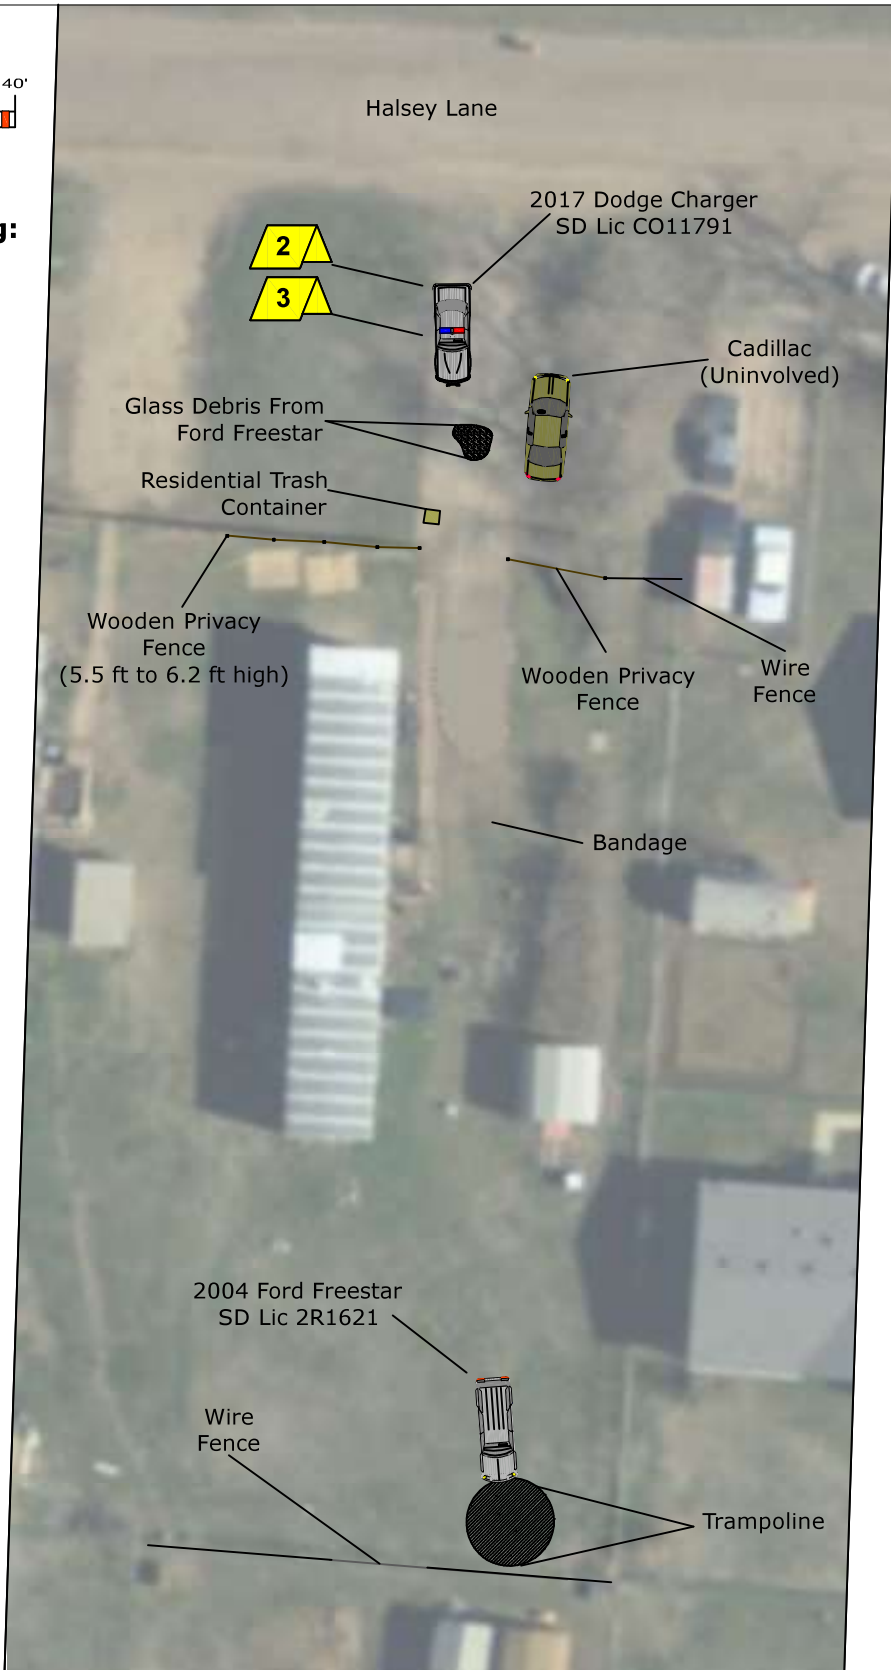 40'
g:
Halsey Lane
2017 Dodge Charger
SD Lic CO11791
2
3
Cadillac
(Uninvolved)
Glass Debris From
Ford Freestar
Residential Trash
Container
Wooden Privacy
Fence
(5.5 ft to 6.2 ft high)
Wooden Privacy
Fence
Wire
Fence
Bandage
2004 Ford Freestar
SD Lic 2R1621
Wire
Fence
Trampoline